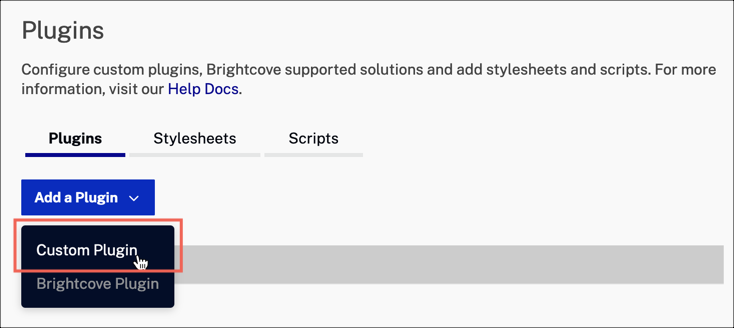 Plugins
Configure custom plugins, Brightcove supported solutions and add stylesheets and scripts. For more
information, visit our Help Docs.
Plugins Stylesheets Scripts
Add a Plugin
Custom Plugin
Brightcove Plugin